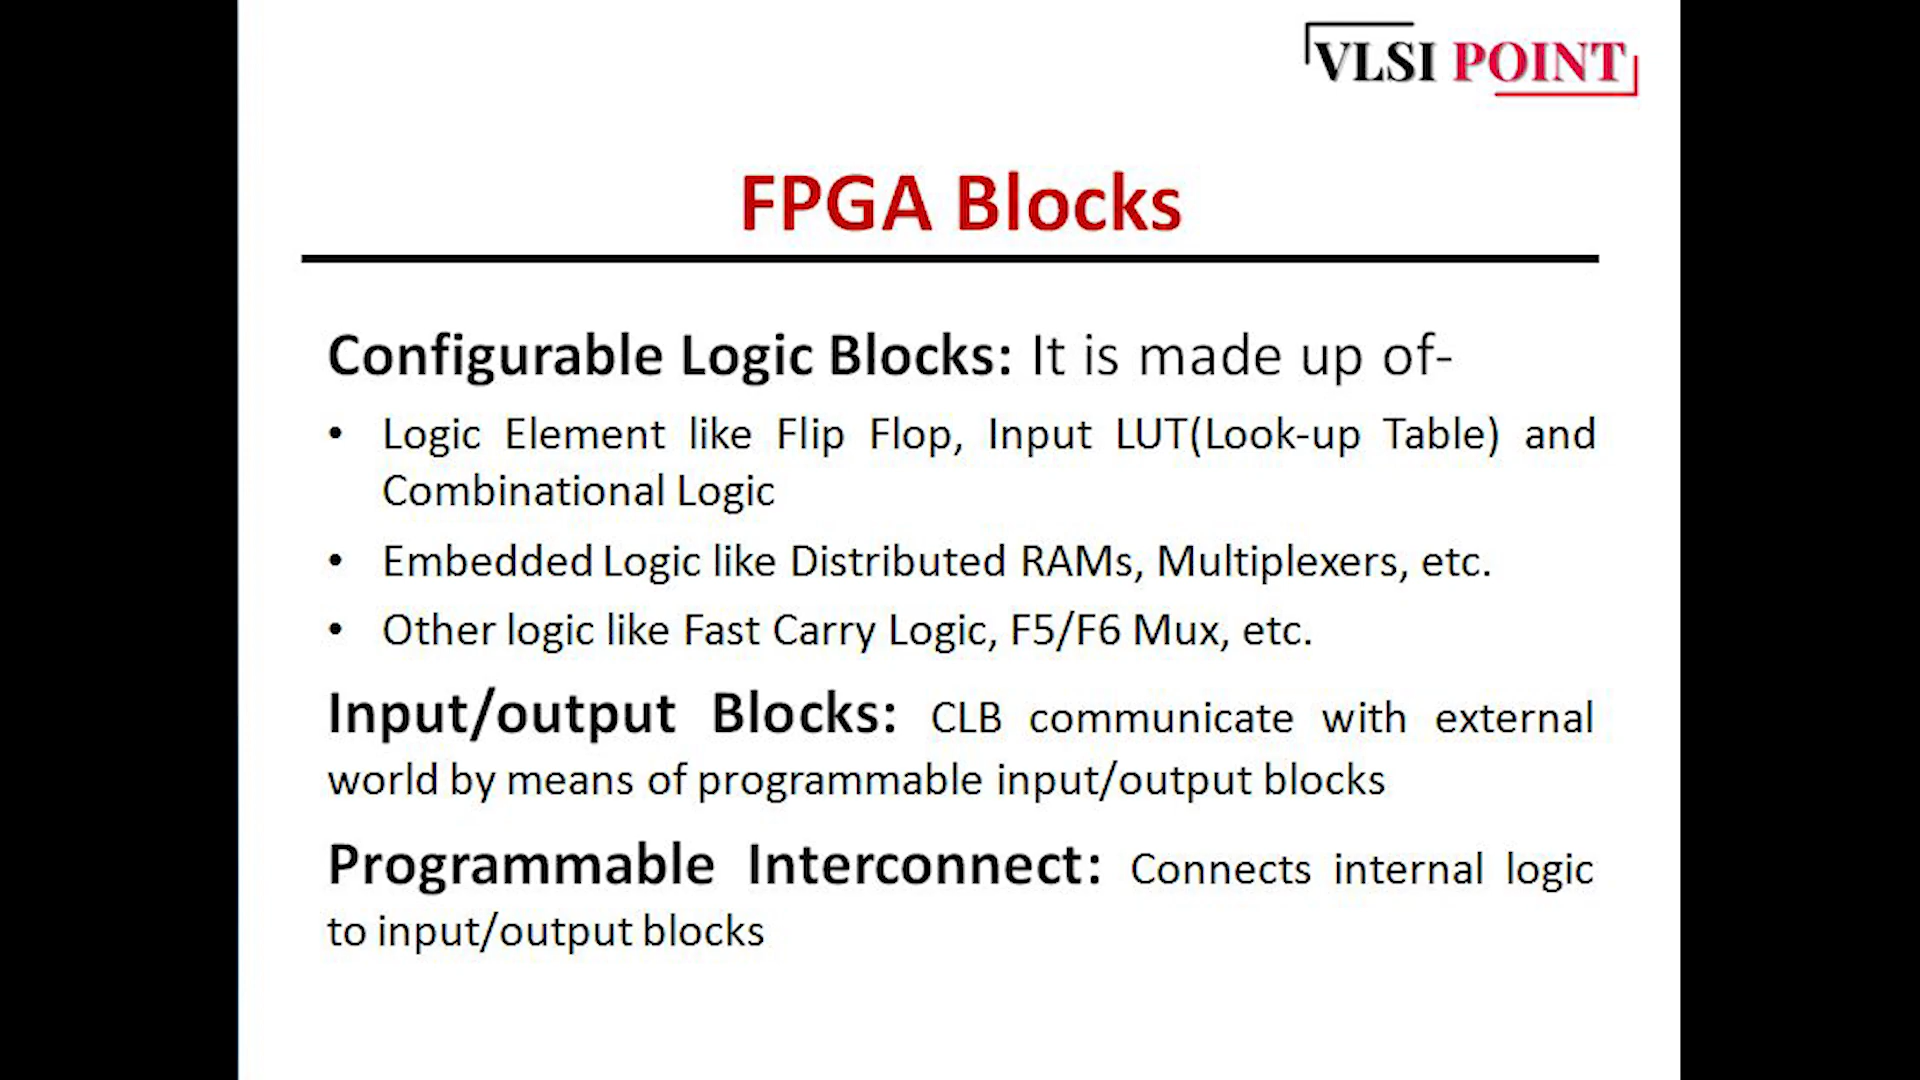 VLSI POINT
FPGA Blocks
Configurable Logic Blocks: It is made up of-
• Logic Element like Flip Flop, Input LUT(Look-up Table) and
Combinational Logic
• Embedded Logic like Distributed RAMs, Multiplexers, etc.
• Other logic like Fast Carry Logic, F5/F6 Mux, etc.
Input/output Blocks: CLB communicate with external
world by means of programmable input/output blocks
Programmable Interconnect: Connects internal logic
to input/output blocks